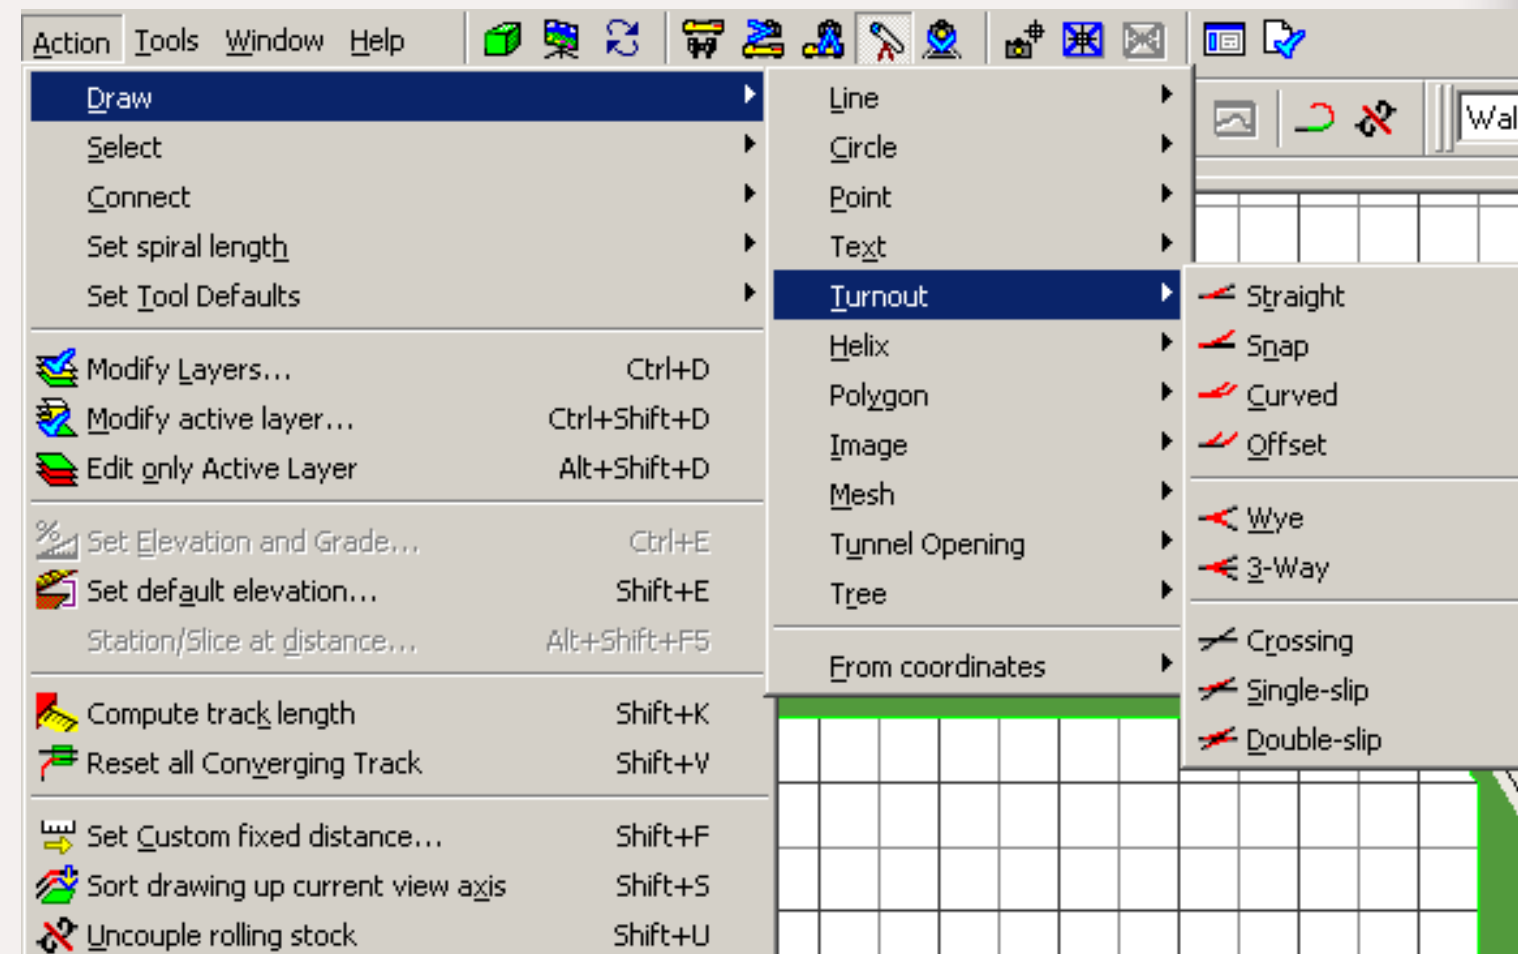 Action Tools Window Help
Draw
Select
Connect
Set spiral length
Set Tool Defaults
Modify Layers... Ctrl+D
Modify active layer... Ctrl+Shift+D
Edit only Active Layer Alt+Shift+D
Set Elevation and Grade... Ctrl+E
Set default elevation... Shift+E
Station/Slice at distance... Alt+Shift+F5
Compute track length Shift+K
Reset all Converging Track Shift+V
Set Custom fixed distance... Shift+F
Sort drawing up current view axis Shift+S
Uncouple rolling stock Shift+U
Line
Circle
Point
Text
Turnout
Helix
Polygon
Image
Mesh
Tunnel Opening
Tree
From coordinates
Straight
Snap
Curved
Offset
Wye
3-Way
Crossing
Single-slip
Double-slip
Wal